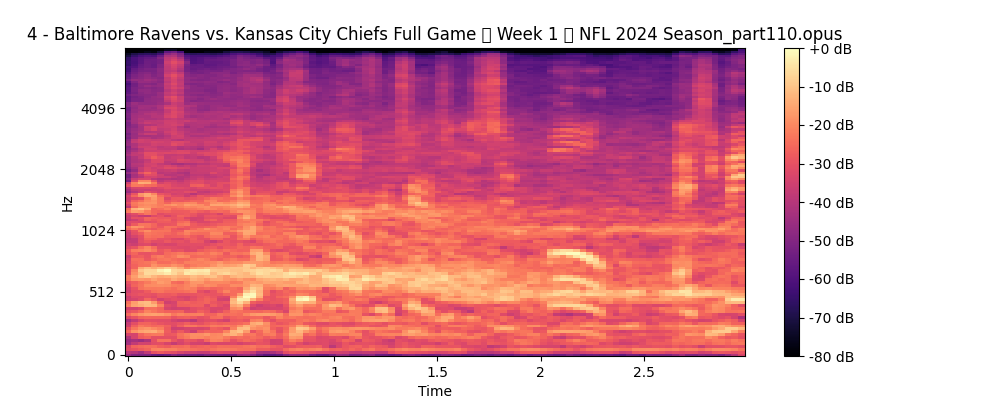 4 - Baltimore Ravens vs. Kansas City Chiefs Full Game ▯ Week 1 ▯ NFL 2024 Season_part110.opus
+0 dB
-10 dB
-20 dB
-30 dB
-40 dB
-50 dB
-60 dB
-70 dB
-80 dB
4096
2048
1024
512
0
Hz
0
0.5
1
1.5
2
2.5
Time